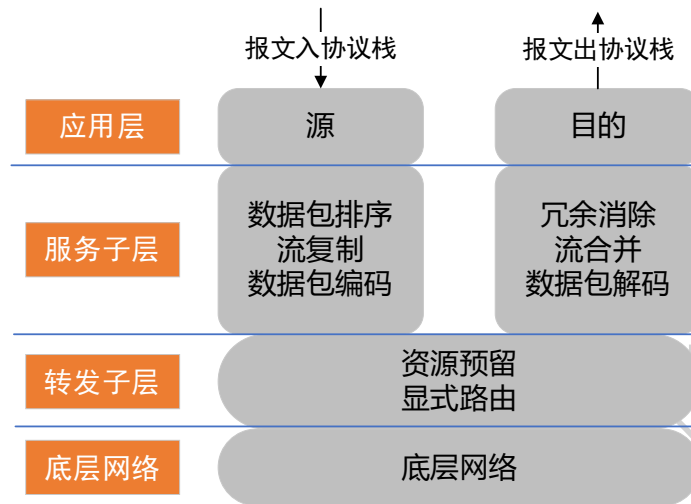 报文入协议栈
报文出协议栈
应用层
源
目的
服务子层
数据包排序
流复制
数据包编码
冗余消除
流合并
数据包解码
转发子层
资源预留
显式路由
底层网络
底层网络